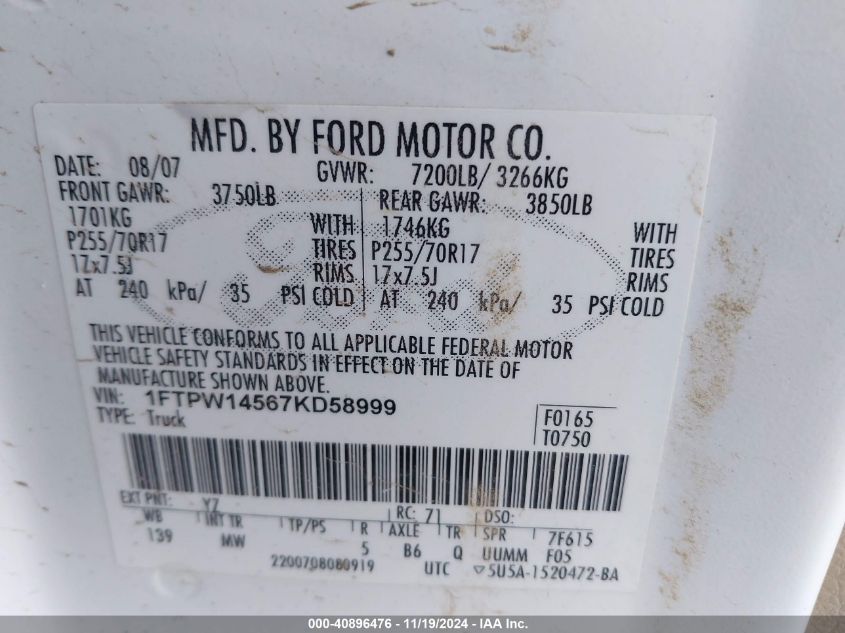 MFD. BY FORD MOTOR CO.
DATE: 08/07 GVWR: 7200LB/ 3266KG
FRONT GAWR: 3750LB REAR GAWR: 3850LB
1701KG WITH 1746KG WITH
P255/70R17 TIRES P255/70R17 TIRES
17x7.5J RIMS 17x7.5J RIMS
AT 240 kPa/ 35 PSI COLD AT 240 kPa/ 35 PSI COLD
THIS VEHICLE CONFORMS TO ALL APPLICABLE FEDERAL MOTOR
VEHICLE SAFETY STANDARDS IN EFFECT ON THE DATE OF
MANUFACTURE SHOWN ABOVE.
VIN: 1FTPW14567KD58999
TYPE: Truck
F0165
T0750
EXT PNT: YZ RC: 71 DSO:
WB INT TR TP/PS R AXLE TR SPR 7F615
139 MW 5 B6 Q UUMM F05
2200708080919 UTC ▽5U5A-1520472-BA
000-40896476 - 11/19/2024 - IAA Inc.